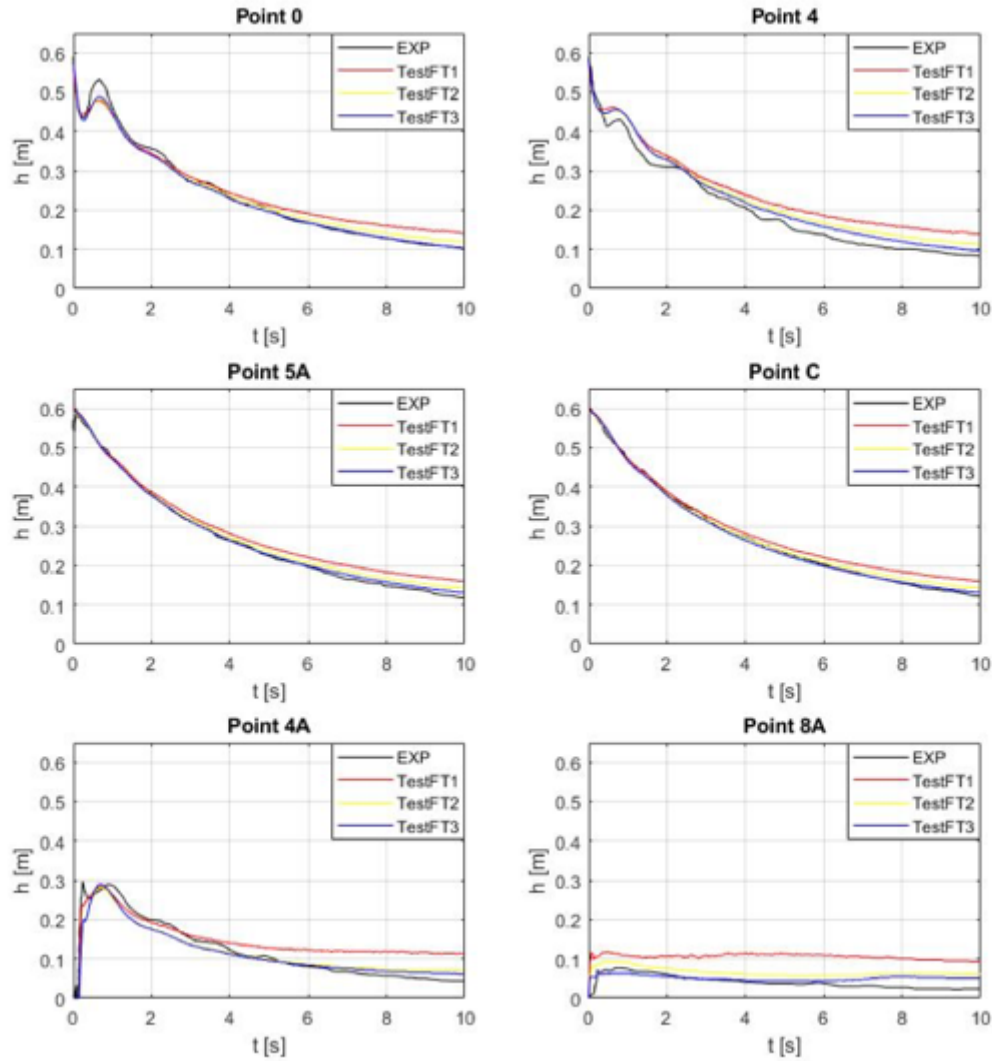 Point 0
0.6
0.5
0.4
0.3
0.2
0.1
0
h [m]
EXP
TestFT1
TestFT2
TestFT3
0 2 4 6 8 10
t [s]
Point 4
0.6
0.5
0.4
0.3
0.2
0.1
0
h [m]
EXP
TestFT1
TestFT2
TestFT3
0 2 4 6 8 10
t [s]
Point 5A
0.6
0.5
0.4
0.3
0.2
0.1
0
h [m]
EXP
TestFT1
TestFT2
TestFT3
0 2 4 6 8 10
t [s]
Point C
0.6
0.5
0.4
0.3
0.2
0.1
0
h [m]
EXP
TestFT1
TestFT2
TestFT3
0 2 4 6 8 10
t [s]
Point 4A
0.6
0.5
0.4
0.3
0.2
0.1
0
h [m]
EXP
TestFT1
TestFT2
TestFT3
0 2 4 6 8 10
t [s]
Point 8A
0.6
0.5
0.4
0.3
0.2
0.1
0
h [m]
EXP
TestFT1
TestFT2
TestFT3
0 2 4 6 8 10
t [s]